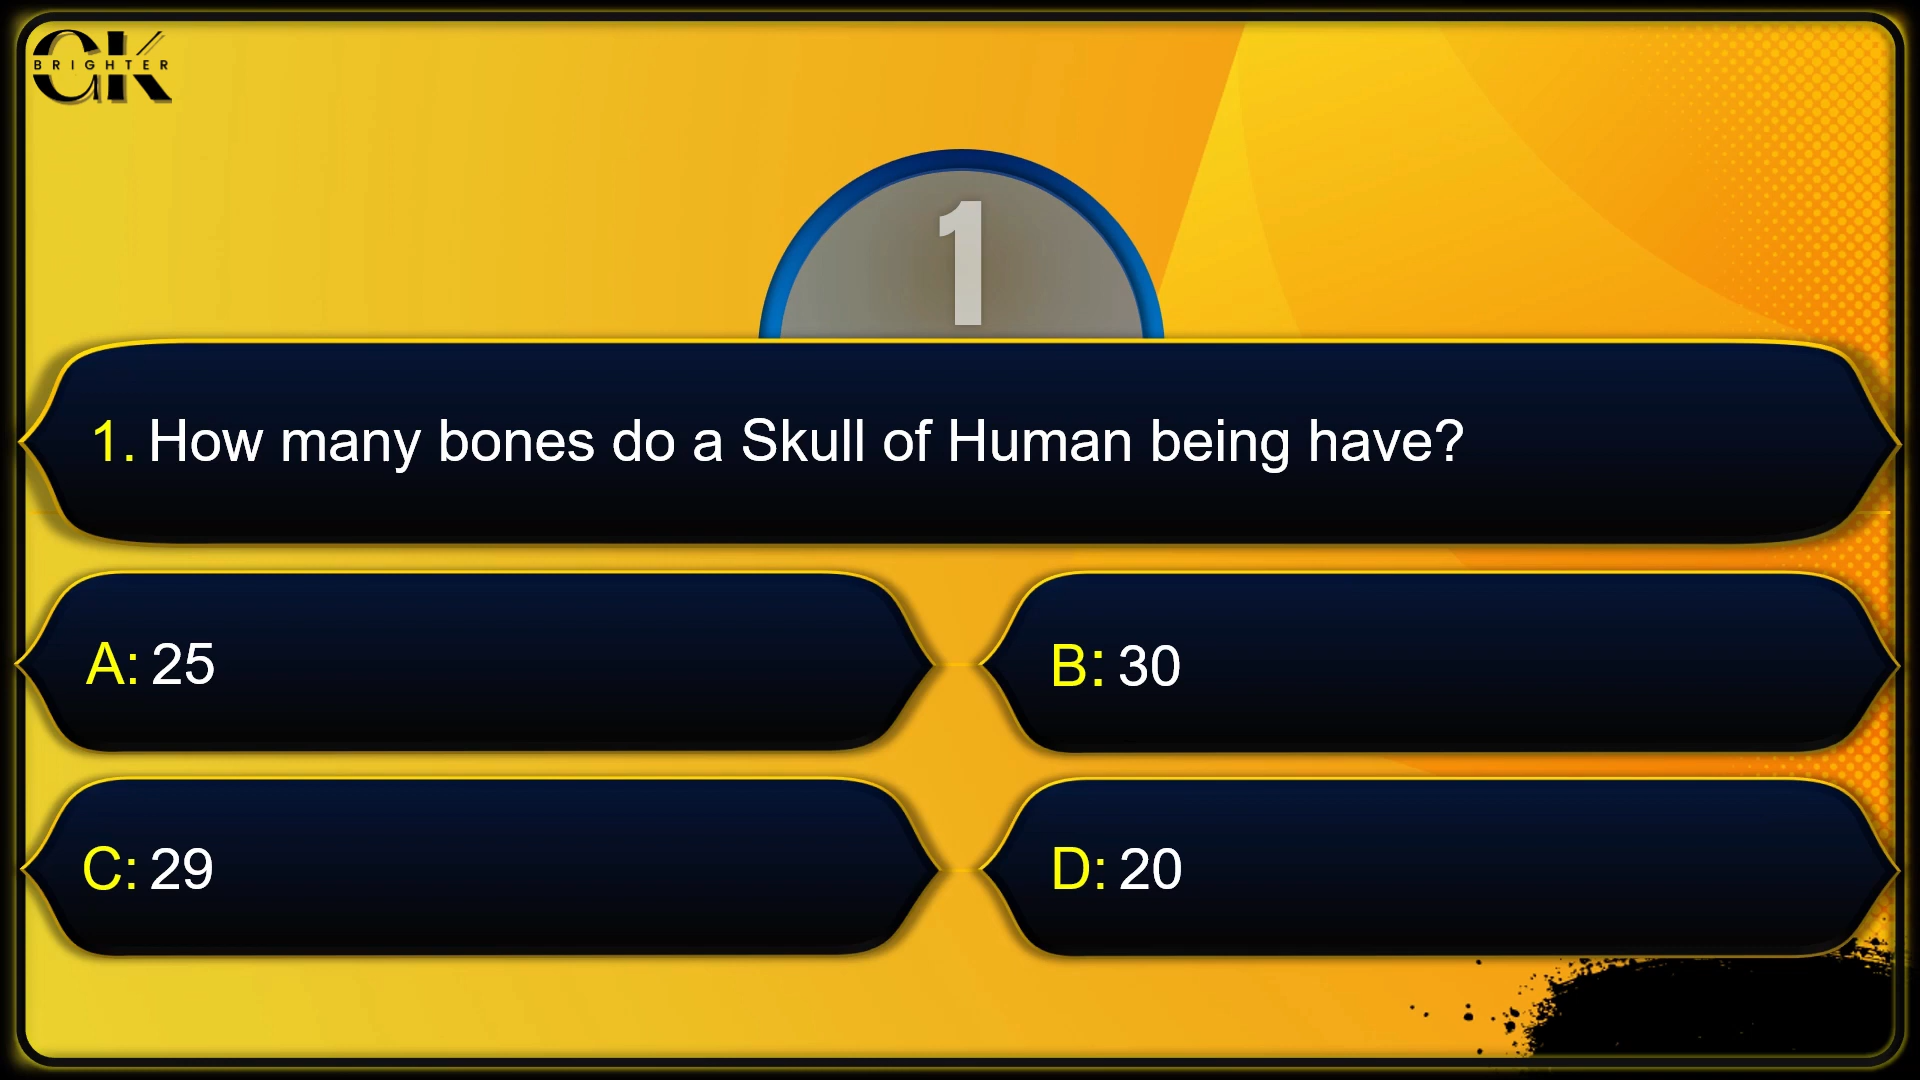 GK
BRIGHTER
1
1. How many bones do a Skull of Human being have?
A: 25
B: 30
C: 29
D: 20